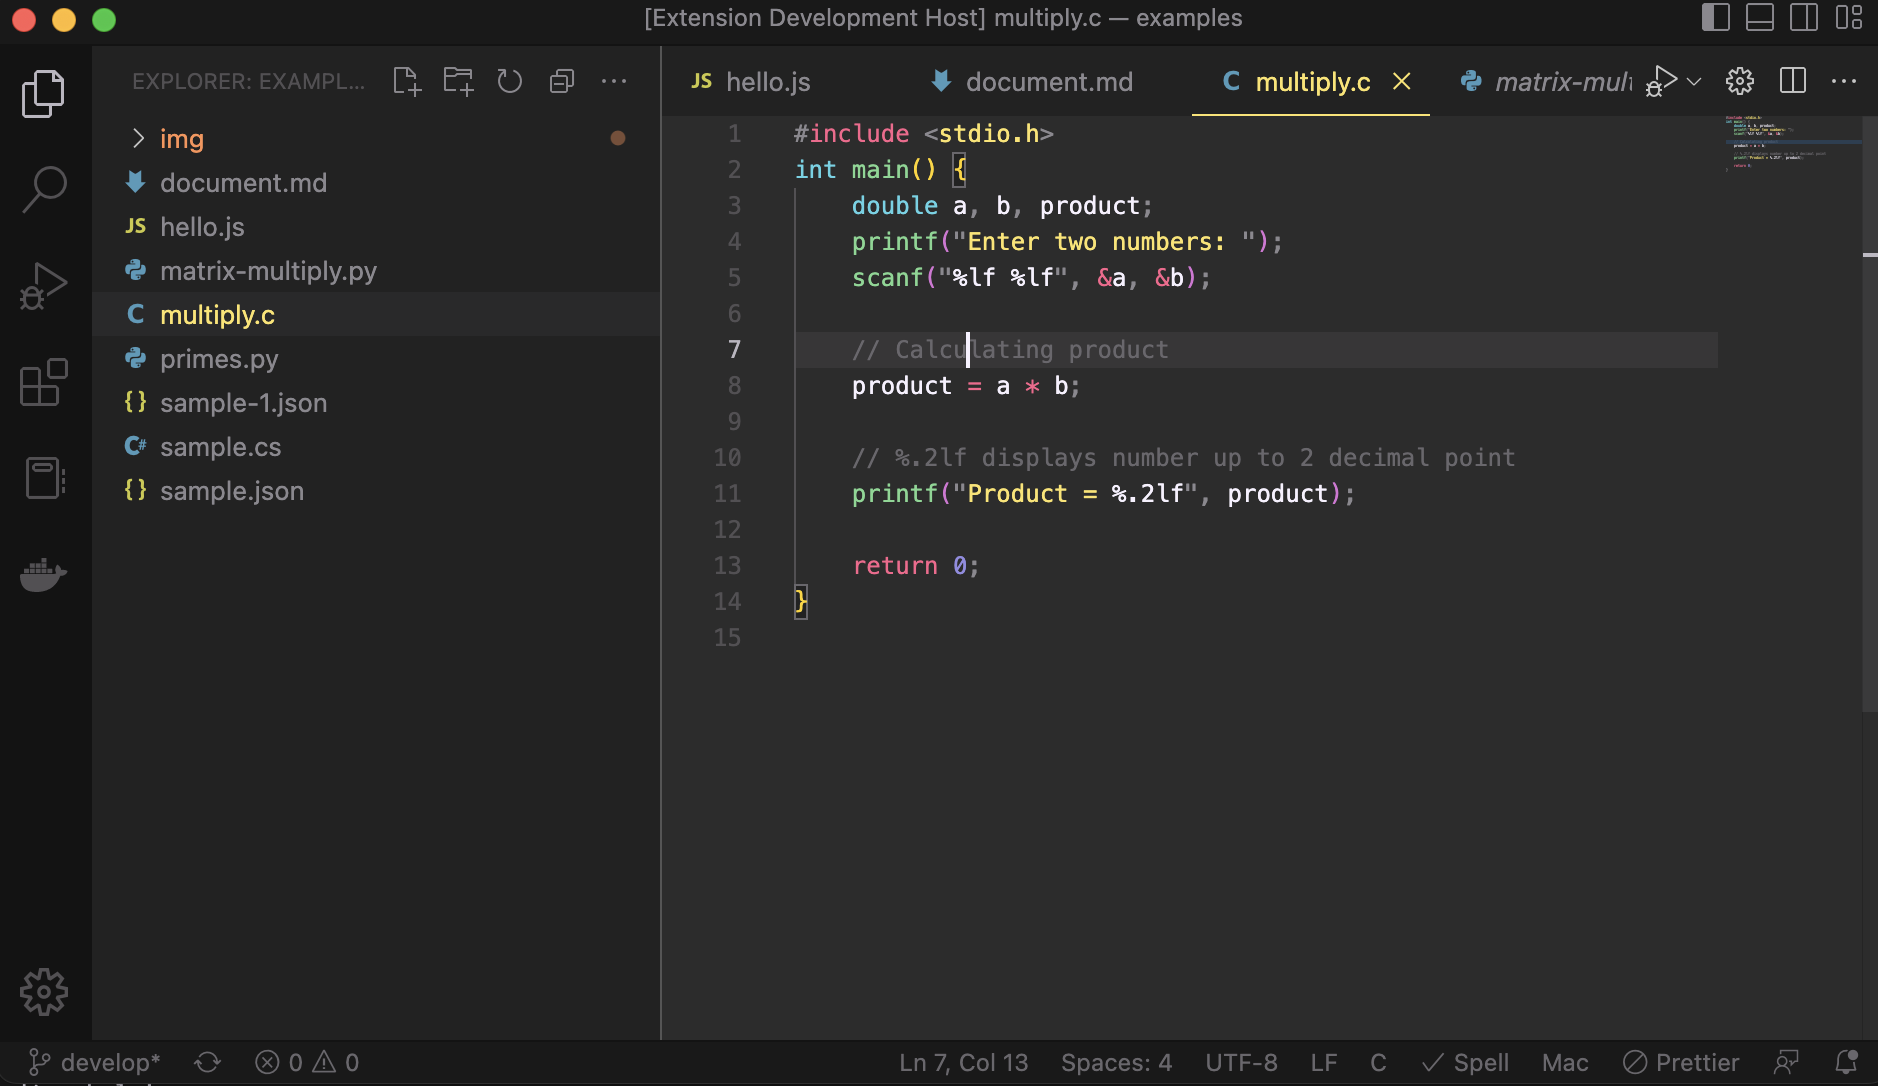 [Extension Development Host] multiply.c — examples
EXPLORER: EXAMPL...
img
document.md
JS hello.js
matrix-multiply.py
C multiply.c
primes.py
{} sample-1.json
C# sample.cs
{} sample.json
JS hello.js document.md C multiply.c
1 #include <stdio.h>
2 int main() {
3 double a, b, product;
4 printf("Enter two numbers: ");
5 scanf("%lf %lf", &a, &b);
6
7 // Calculating product
8 product = a * b;
9
10 // %.2lf displays number up to 2 decimal point
11 printf("Product = %.2lf", product);
12
13 return 0;
14 }
15
develop* 0 0 Ln 7, Col 13 Spaces: 4 UTF-8 LF C Spell Mac Prettier